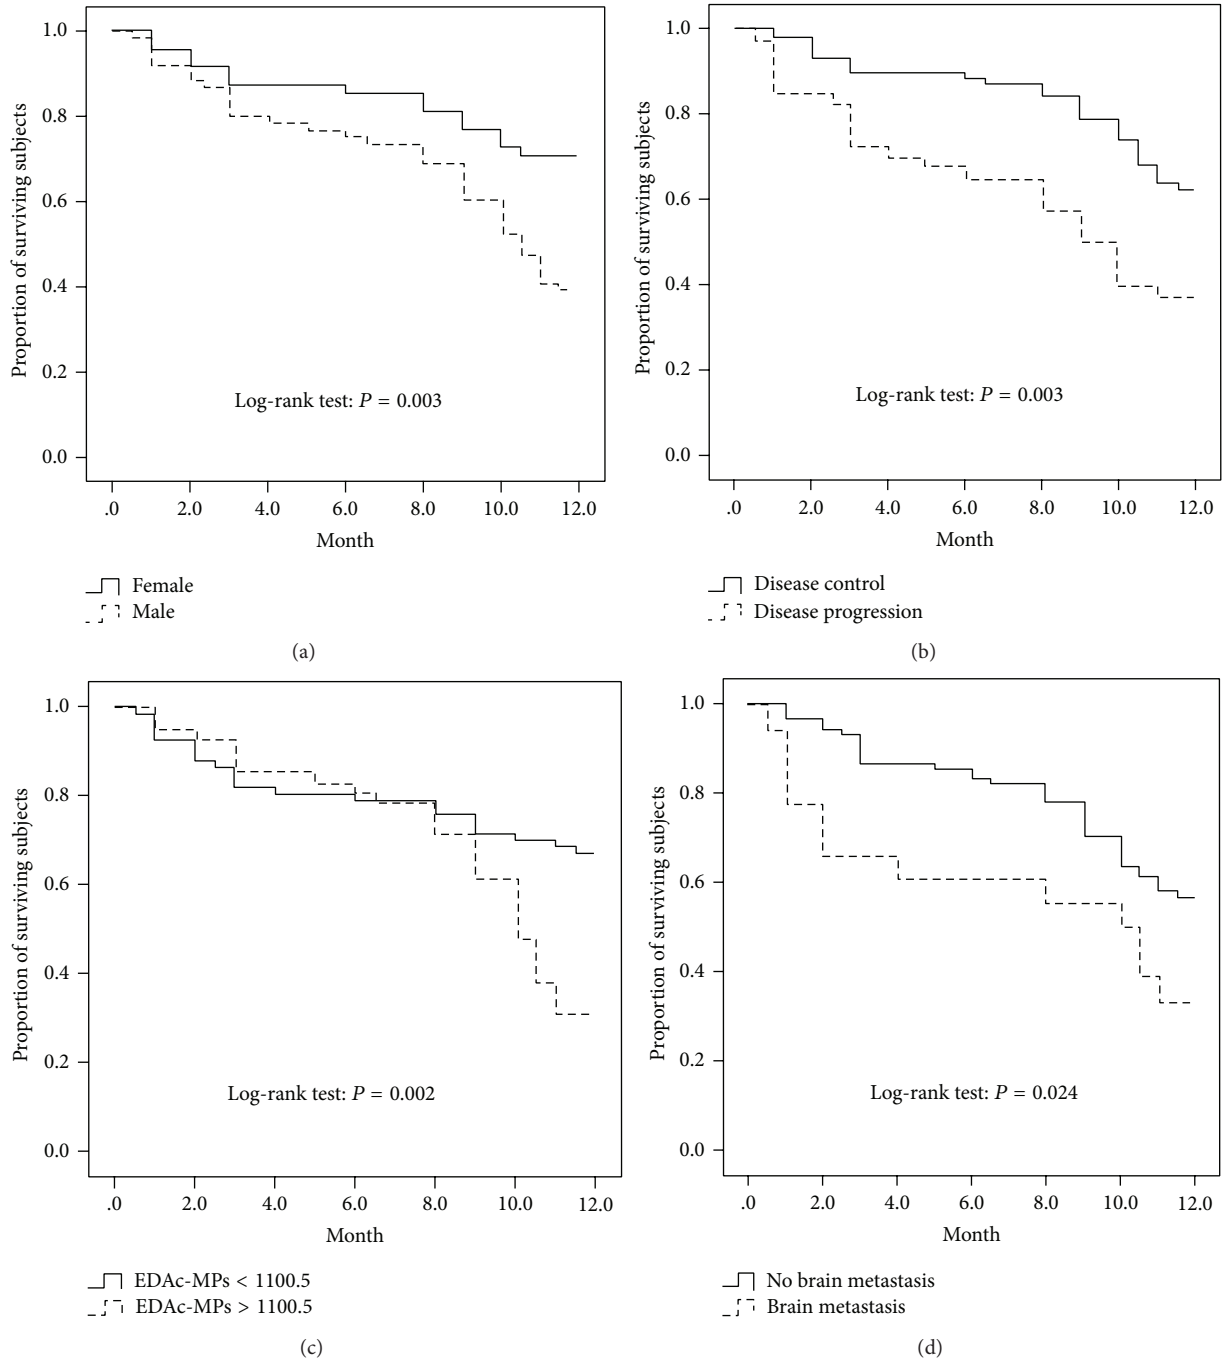 1.0
0.8
0.6
0.4
0.2
0.0
Proportion of surviving subjects
Log-rank test: P = 0.003
.0 2.0 4.0 6.0 8.0 10.0 12.0
Month
Female
Male
(a)
1.0
0.8
0.6
0.4
0.2
0.0
Proportion of surviving subjects
Log-rank test: P = 0.003
.0 2.0 4.0 6.0 8.0 10.0 12.0
Month
Disease control
Disease progression
(b)
1.0
0.8
0.6
0.4
0.2
0.0
Proportion of surviving subjects
Log-rank test: P = 0.002
.0 2.0 4.0 6.0 8.0 10.0 12.0
Month
EDAc-MPs < 1100.5
EDAc-MPs > 1100.5
(c)
1.0
0.8
0.6
0.4
0.2
0.0
Proportion of surviving subjects
Log-rank test: P = 0.024
.0 2.0 4.0 6.0 8.0 10.0 12.0
Month
No brain metastasis
Brain metastasis
(d)